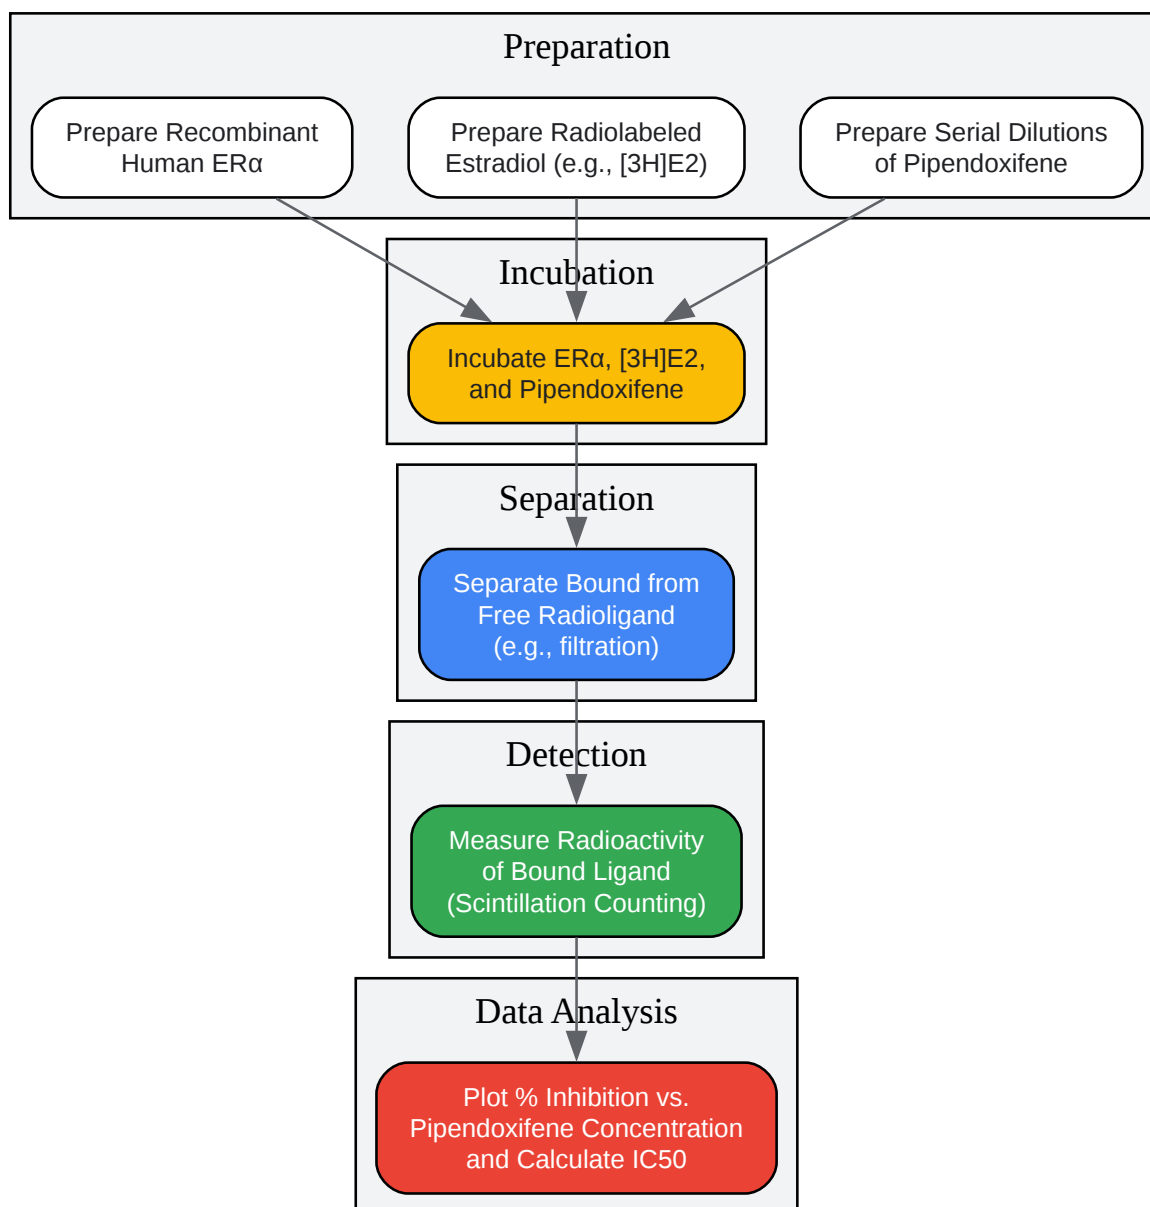 Preparation
Prepare Recombinant
Human ERα
Prepare Radiolabeled
Estradiol (e.g., [3H]E2)
Prepare Serial Dilutions
of Pipendoxifene
Incubation
Incubate ERα, [3H]E2,
and Pipendoxifene
Separation
Separate Bound from
Free Radioligand
(e.g., filtration)
Detection
Measure Radioactivity
of Bound Ligand
(Scintillation Counting)
Data Analysis
Plot % Inhibition vs.
Pipendoxifene Concentration
and Calculate IC50